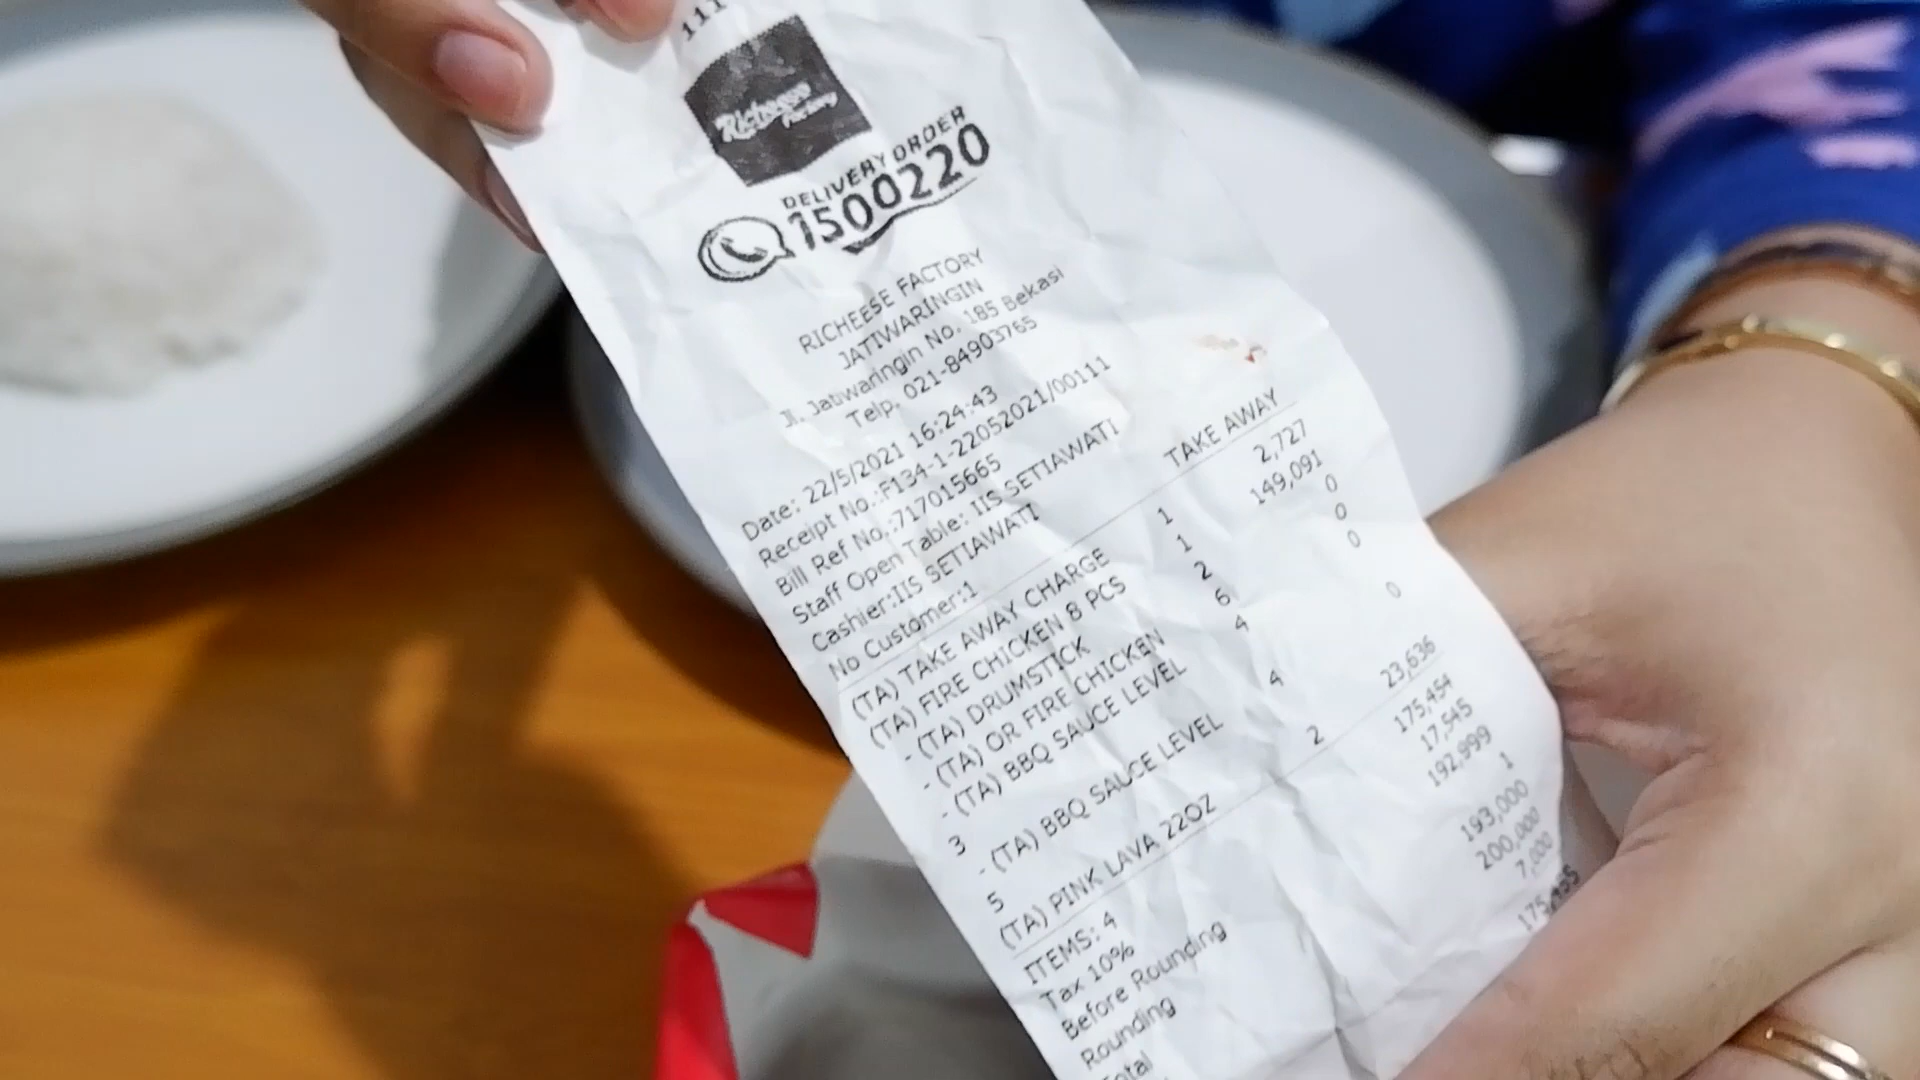 111
Richeese
Factory
DELIVERY ORDER
1500220
RICHEESE FACTORY
JATIWARINGIN
Jl. Jatiwaringin No. 185 Bekasi
Telp. 021-84903765
Date: 22/5/2021 16:24:43
Receipt No.:F134-1-22052021/00111
Bill Ref No.:717015665
Staff Open Table: IIS SETIAWATI
Cashier:IIS SETIAWATI
No Customer:1 TAKE AWAY
(TA) TAKE AWAY CHARGE 1 2,727
(TA) FIRE CHICKEN 8 PCS 1 149,091
- (TA) DRUMSTICK 2 0
- (TA) OR FIRE CHICKEN 6 0
- (TA) BBQ SAUCE LEVEL 4 0
3
- (TA) BBQ SAUCE LEVEL 4 0
5
(TA) PINK LAVA 22OZ 2 23,636
ITEMS: 4 175,454
Tax 10% 17,545
Before Rounding 192,999
Rounding 1
Total 193,000
200,000
7,000